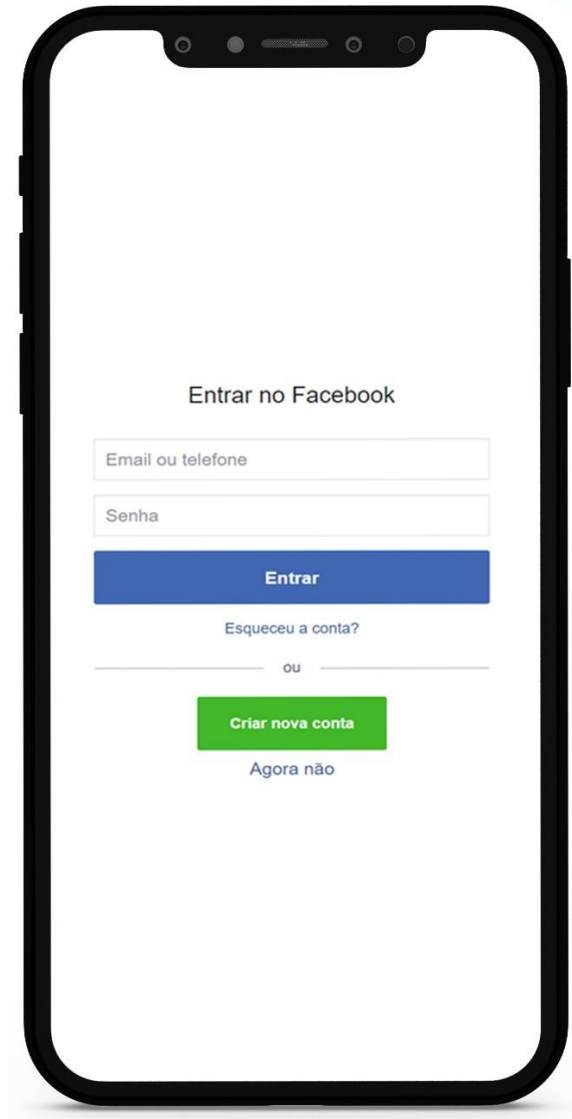 Entrar no Facebook
Email ou telefone
Senha
Entrar
Esqueceu a conta?
ou
Criar nova conta
Agora não